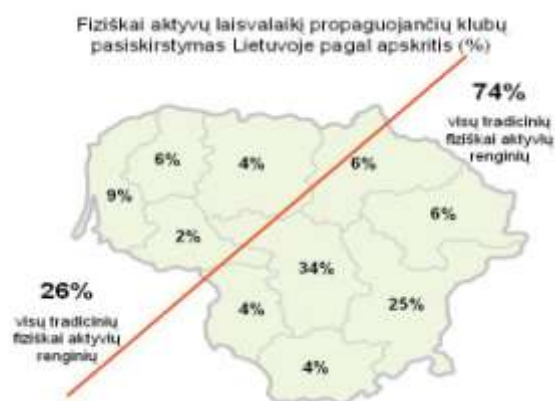 Fiziškai aktyvų laisvalaikį propaguojančių klubų
pasiskirstymas Lietuvoje pagal apskritis (%)
74%
visų tradicinių
fiziškai aktyvių
renginių
6%
4%
6%
9%
6%
2%
34%
26%
visų tradicinių
fiziškai aktyvių
renginių
4%
25%
4%